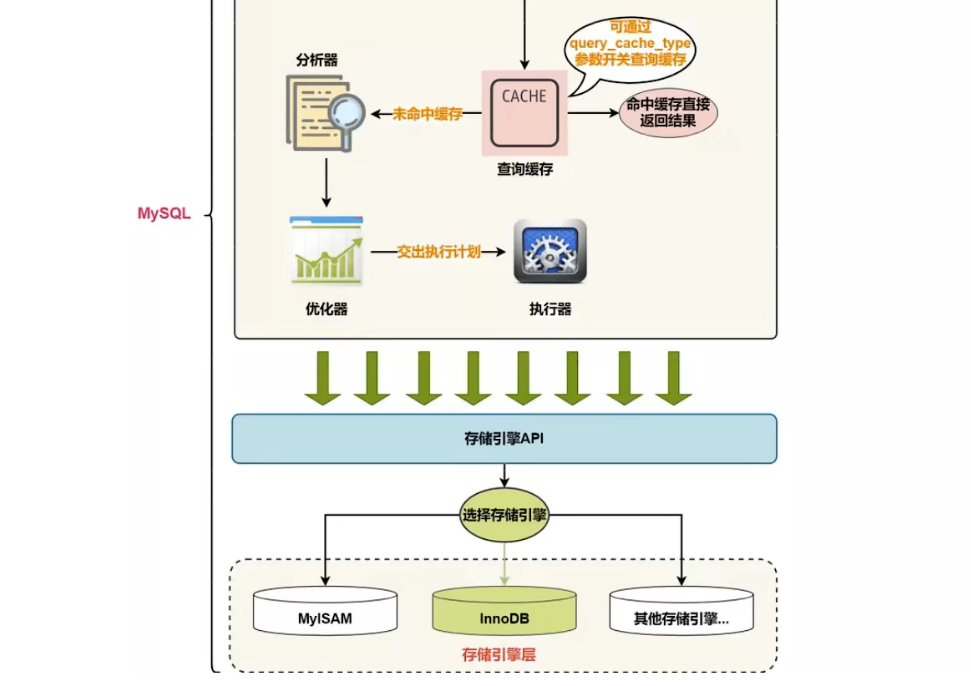 可通过
query_cache_type
参数开关查询缓存
分析器
CACHE
未命中缓存
命中缓存直接
返回结果
查询缓存
MySQL
交出执行计划
优化器
执行器
存储引擎API
选择存储引擎
MyISAM
InnoDB
其他存储引擎...
存储引擎层